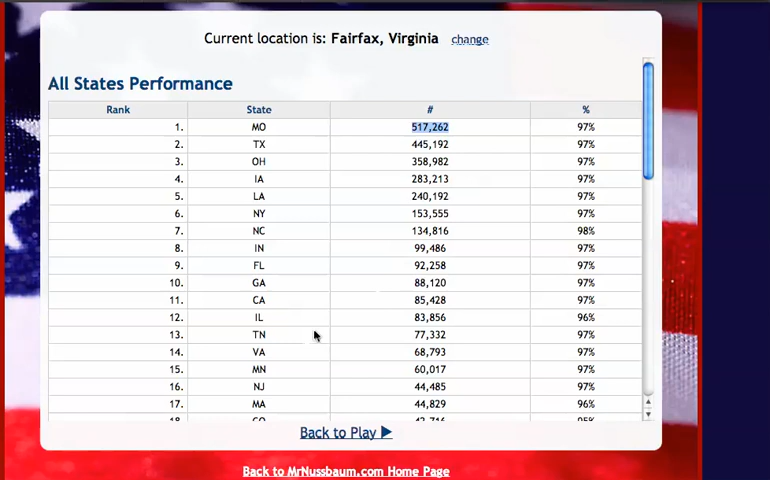 Current location is: Fairfax, Virginia change
All States Performance
Rank State # %
1. MO 517,262 97%
2. TX 445,192 97%
3. OH 358,982 97%
4. IA 283,213 97%
5. LA 240,192 97%
6. NY 153,555 97%
7. NC 134,816 98%
8. IN 99,486 97%
9. FL 92,258 97%
10. GA 88,120 97%
11. CA 85,428 97%
12. IL 83,856 96%
13. TN 77,332 97%
14. VA 68,793 97%
15. MN 60,017 97%
16. NJ 44,485 97%
17. MA 44,829 96%
Back to Play
Back to MrNussbaum.com Home Page